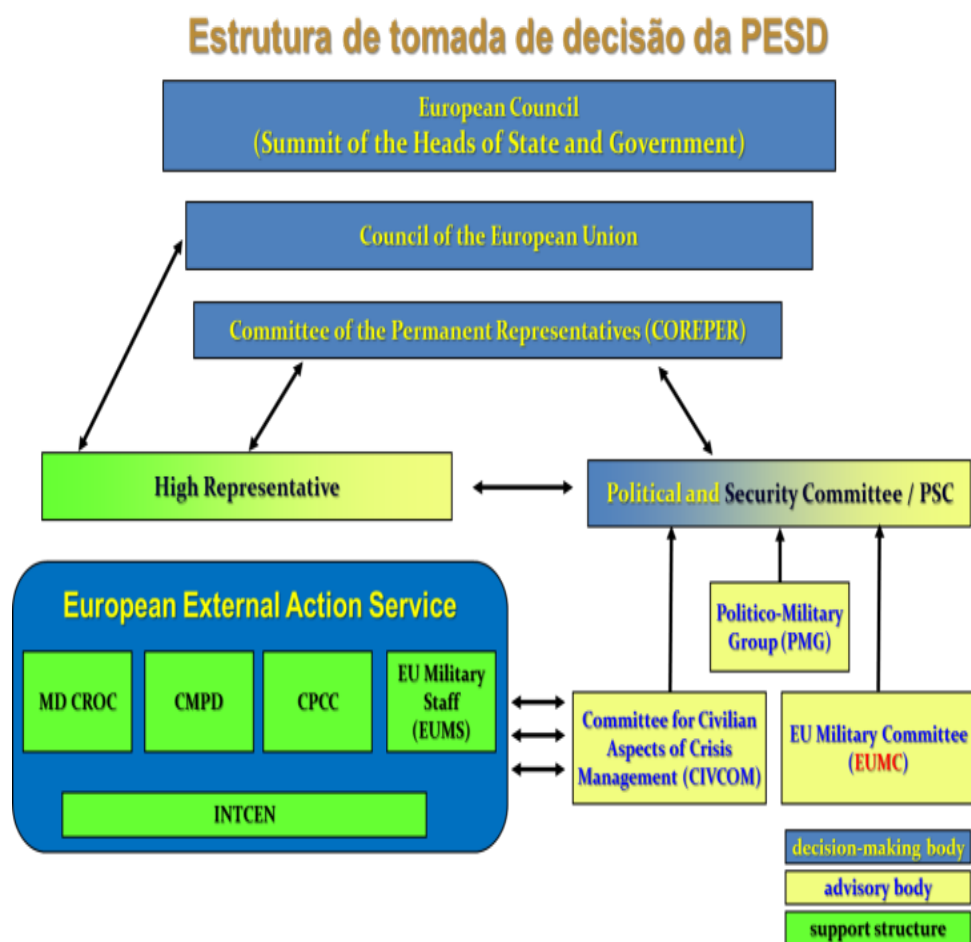 Estrutura de tomada de decisão da PESD
European Council
(Summit of the Heads of State and Government)
Council of the European Union
Committee of the Permanent Representatives (COREPER)
High Representative
Political and Security Committee / PSC
European External Action Service
MD CROC
CMPD
CPCC
EU Military
Staff
(EUMS)
INTCEN
Politico-Military
Group (PMG)
Committee for Civilian
Aspects of Crisis
Management (CIVCOM)
EU Military Committee
(EUMC)
decision-making body
advisory body
support structure